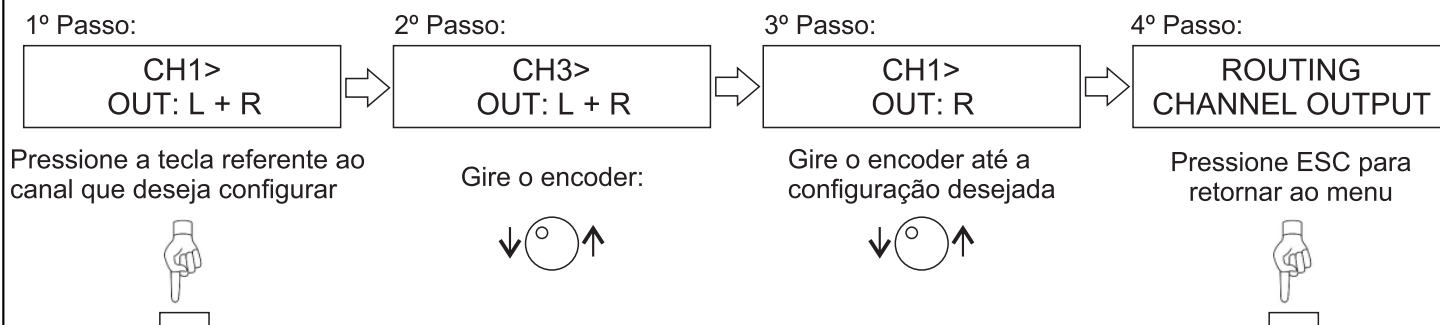 1º Passo:
CH1>
OUT: L + R
Pressione a tecla referente ao
canal que deseja configurar
2º Passo:
CH3>
OUT: L + R
Gire o encoder:
3º Passo:
CH1>
OUT: R
Gire o encoder até a
configuração desejada
4º Passo:
ROUTING
CHANNEL OUTPUT
Pressione ESC para
retornar ao menu